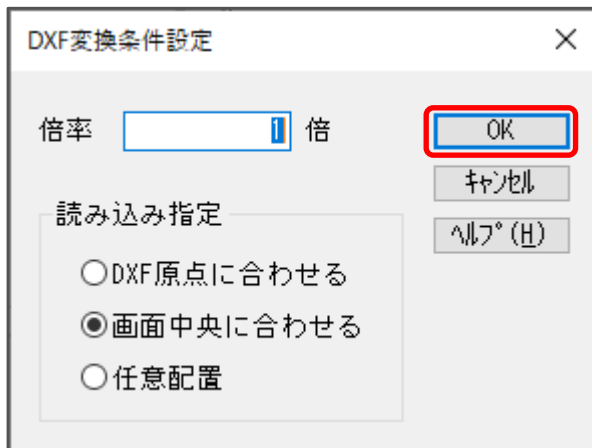 DXF変換条件設定
倍率 1 倍
OK
ｷｬﾝｾﾙ
ﾍﾙﾌﾟ(H)
読み込み指定
DXF原点に合わせる
画面中央に合わせる
任意配置